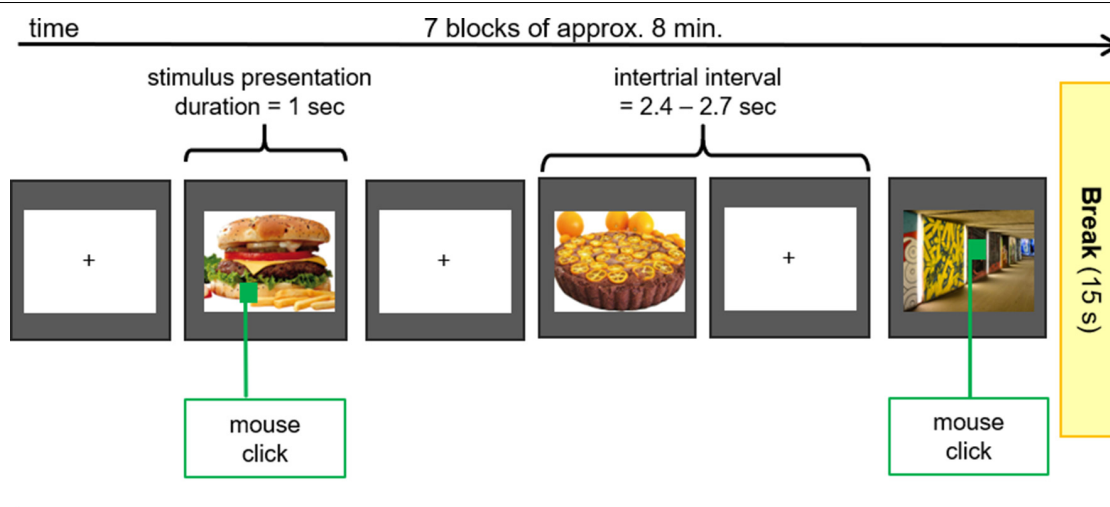 time
7 blocks of approx. 8 min.
stimulus presentation
duration = 1 sec
intertrial interval
= 2.4 – 2.7 sec
+
+
+
Break (15 s)
mouse
click
mouse
click